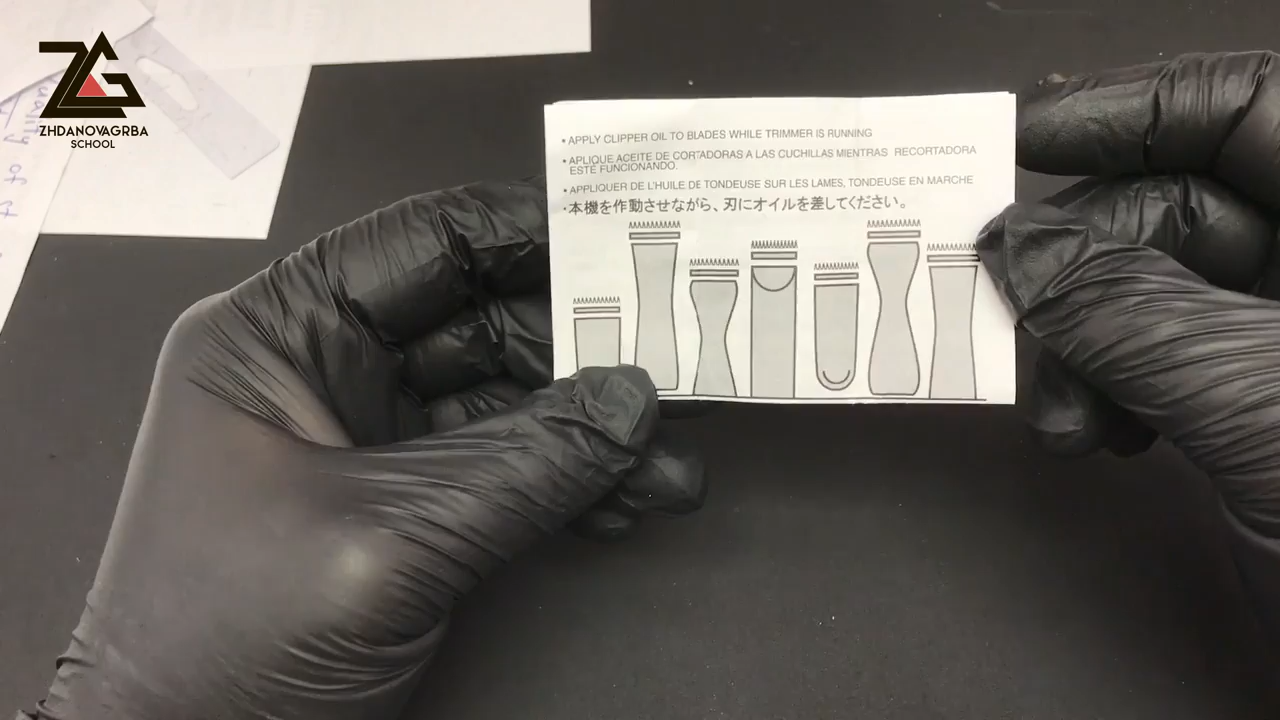 ZHDANOVAGRBA
SCHOOL
• APPLY CLIPPER OIL TO BLADES WHILE TRIMMER IS RUNNING
• APLIQUE ACEITE DE CORTADORAS A LAS CUCHILLAS MIENTRAS RECORTADORA
ESTÉ FUNCIONANDO.
• APPLIQUER DE L'HUILE DE TONDEUSE SUR LES LAMES, TONDEUSE EN MARCHE
・本機を作動させながら、刃にオイルを差してください。
of